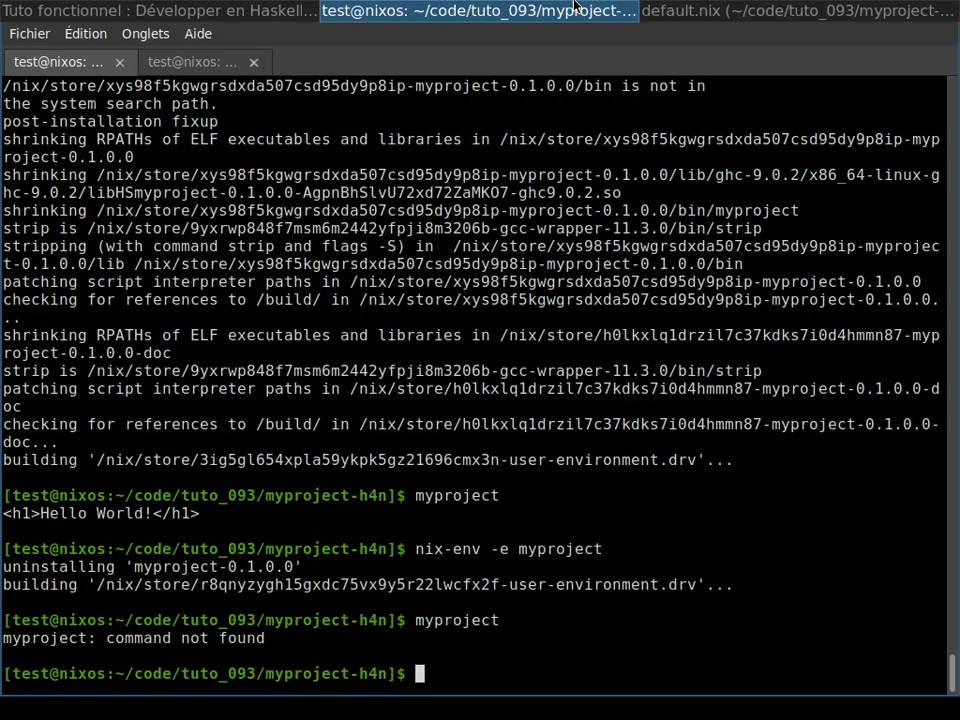 Tuto fonctionnel : Développer en Haskell... test@nixos: ~/code/tuto_093/myproject-... default.nix (~/code/tuto_093/myproject-...
Fichier Édition Onglets Aide
test@nixos: ... × test@nixos: ... ×
/nix/store/xys98f5kgwgrsdxda507csd95dy9p8ip-myproject-0.1.0.0/bin is not in
the system search path.
post-installation fixup
shrinking RPATHs of ELF executables and libraries in /nix/store/xys98f5kgwgrsdxda507csd95dy9p8ip-myp
roject-0.1.0.0
shrinking /nix/store/xys98f5kgwgrsdxda507csd95dy9p8ip-myproject-0.1.0.0/lib/ghc-9.0.2/x86_64-linux-g
hc-9.0.2/libHSmyproject-0.1.0.0-AgpnBhSlvU72xd72ZaMKO7-ghc9.0.2.so
shrinking /nix/store/xys98f5kgwgrsdxda507csd95dy9p8ip-myproject-0.1.0.0/bin/myproject
strip is /nix/store/9yxrwp848f7msm6m2442yfpji8m3206b-gcc-wrapper-11.3.0/bin/strip
stripping (with command strip and flags -S) in  /nix/store/xys98f5kgwgrsdxda507csd95dy9p8ip-myprojec
t-0.1.0.0/lib /nix/store/xys98f5kgwgrsdxda507csd95dy9p8ip-myproject-0.1.0.0/bin
patching script interpreter paths in /nix/store/xys98f5kgwgrsdxda507csd95dy9p8ip-myproject-0.1.0.0
checking for references to /build/ in /nix/store/xys98f5kgwgrsdxda507csd95dy9p8ip-myproject-0.1.0.0.
..
shrinking RPATHs of ELF executables and libraries in /nix/store/h0lkxlq1drzil7c37kdks7i0d4hmmn87-myp
roject-0.1.0.0-doc
strip is /nix/store/9yxrwp848f7msm6m2442yfpji8m3206b-gcc-wrapper-11.3.0/bin/strip
patching script interpreter paths in /nix/store/h0lkxlq1drzil7c37kdks7i0d4hmmn87-myproject-0.1.0.0-d
oc
checking for references to /build/ in /nix/store/h0lkxlq1drzil7c37kdks7i0d4hmmn87-myproject-0.1.0.0-
doc...
building '/nix/store/3ig5gl654xpla59ykpk5gz21696cmx3n-user-environment.drv'...
[test@nixos:~/code/tuto_093/myproject-h4n]$ myproject
<h1>Hello World!</h1>
[test@nixos:~/code/tuto_093/myproject-h4n]$ nix-env -e myproject
uninstalling 'myproject-0.1.0.0'
building '/nix/store/r8qnyzygh15gxdc75vx9y5r22lwcfx2f-user-environment.drv'...
[test@nixos:~/code/tuto_093/myproject-h4n]$ myproject
myproject: command not found
[test@nixos:~/code/tuto_093/myproject-h4n]$